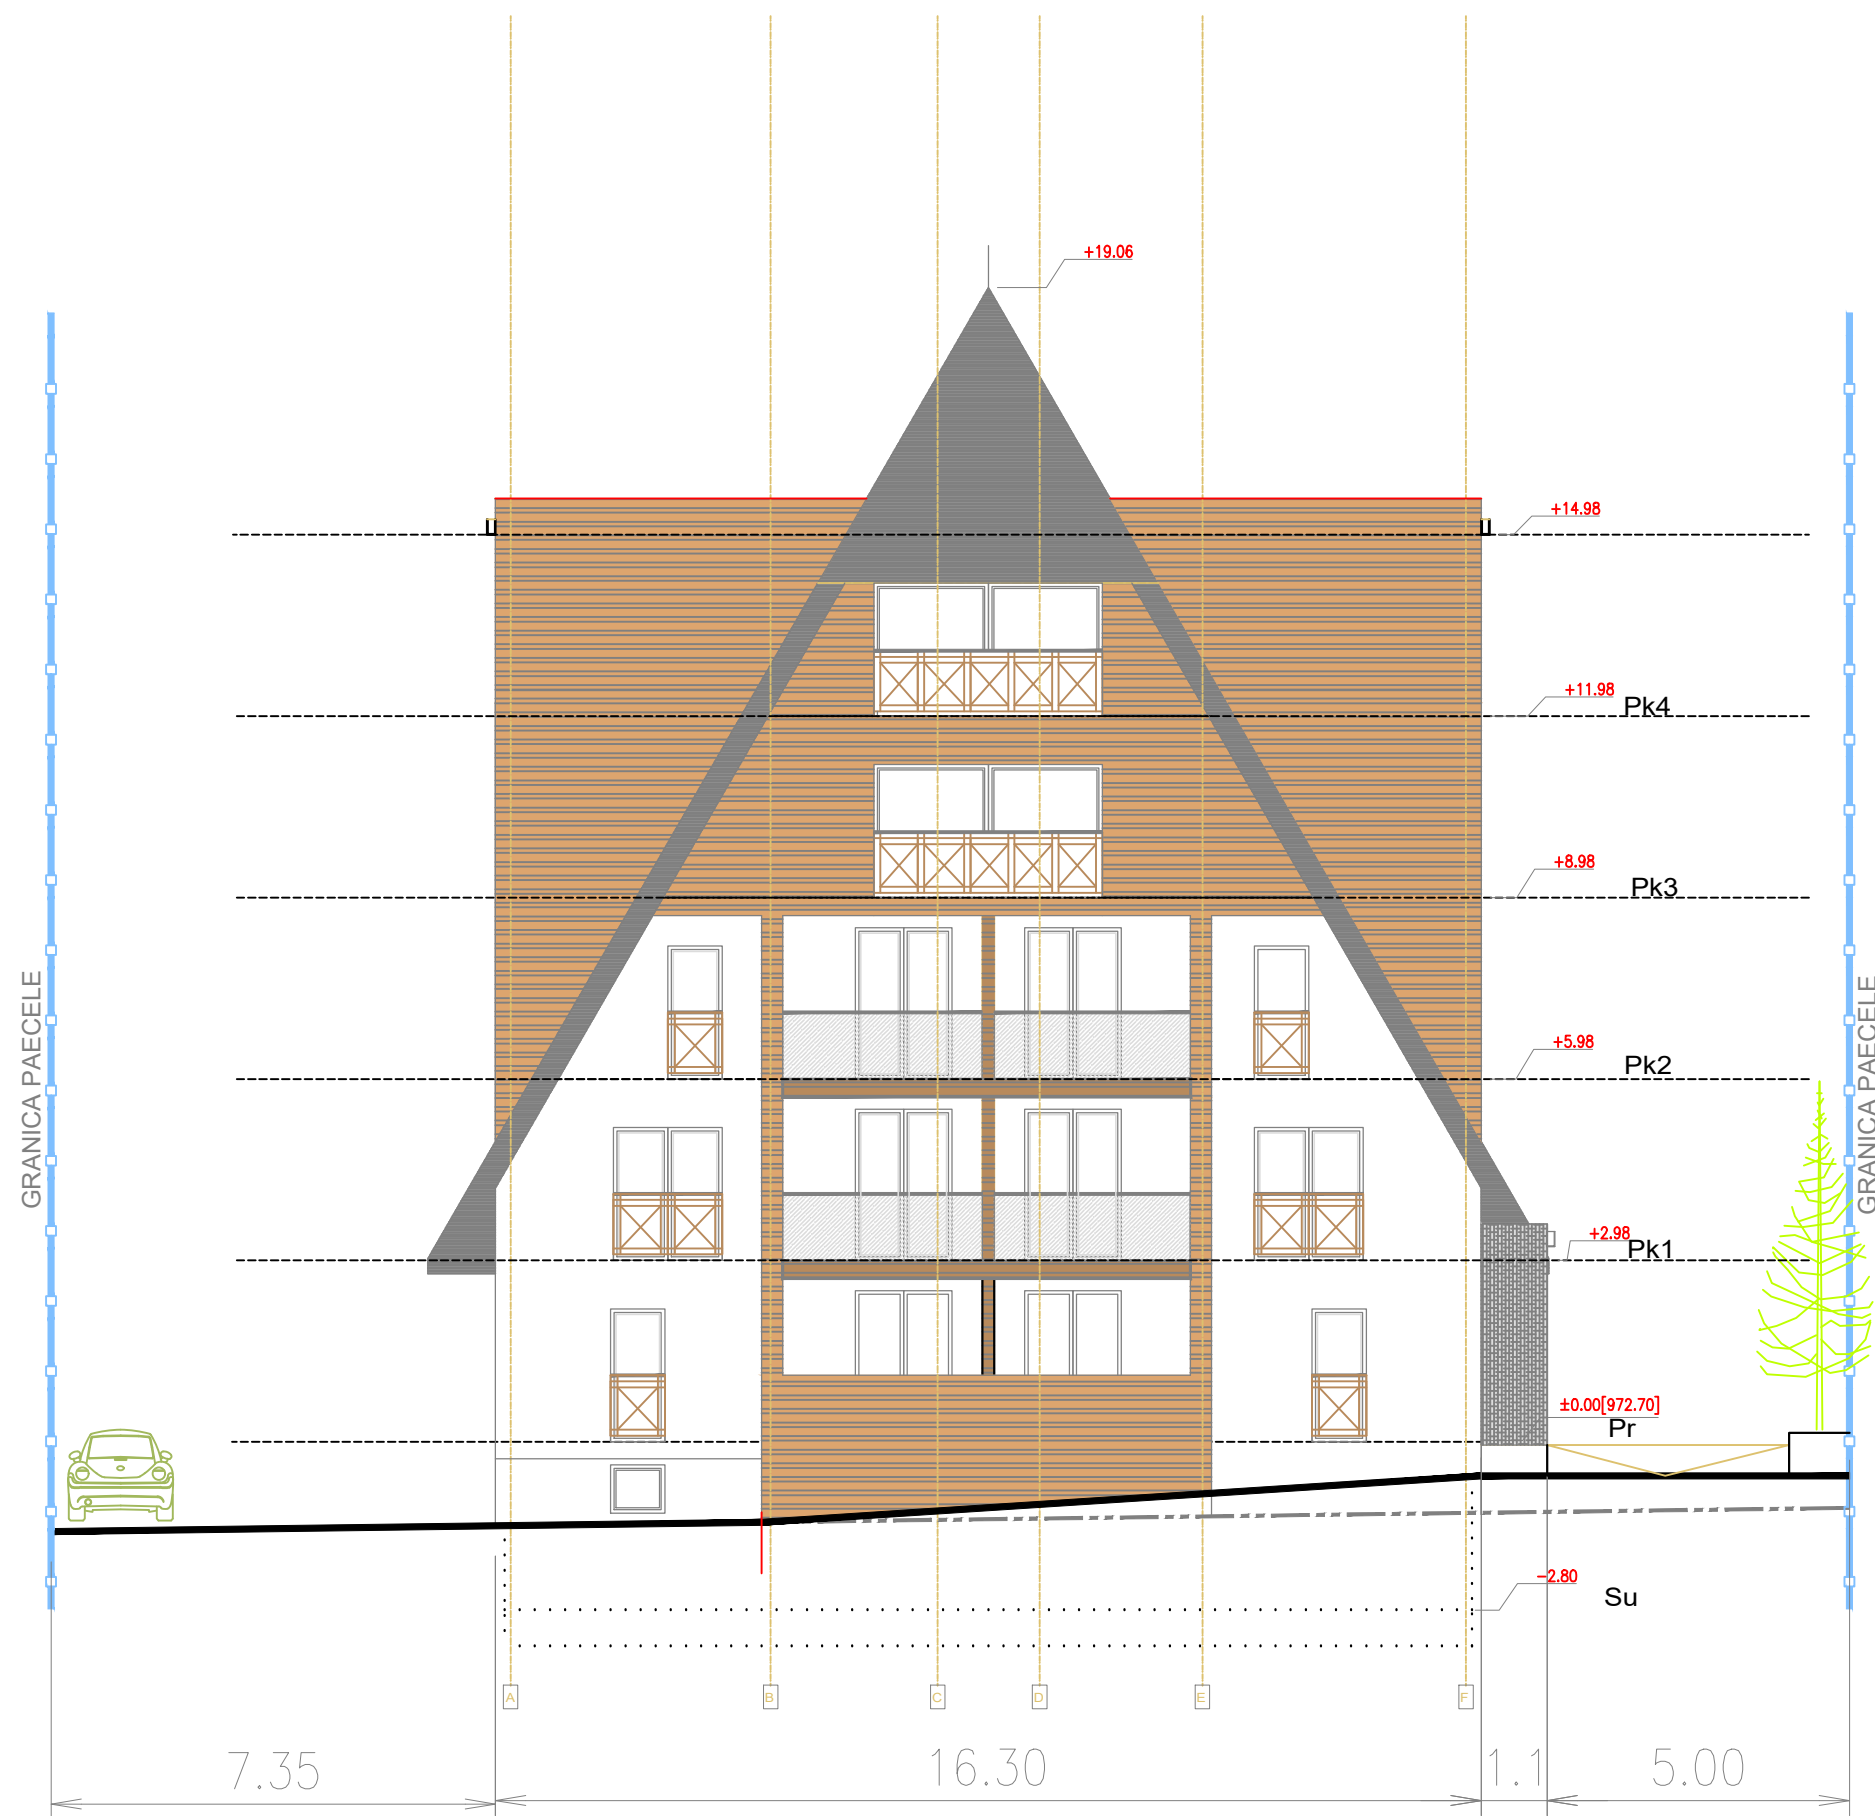 +19.06
+14.98
+11.98
Pk4
+8.98
Pk3
+5.98
Pk2
+2.98
Pk1
±0.00[972.70]
Pr
-2.80
Su
GRANICA PAECELE
GRANICA PAECELE
A B C D E F
7.35 16.30 1.1 5.00